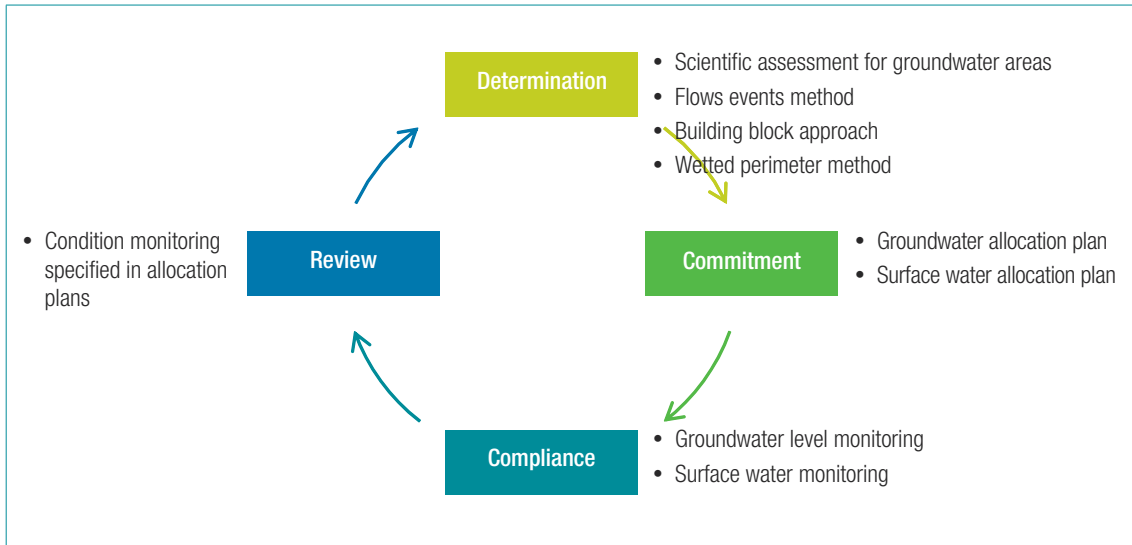 Determination
• Scientific assessment for groundwater areas
• Flows events method
• Building block approach
• Wetted perimeter method
• Condition monitoring
specified in allocation
plans
Review
Commitment
• Groundwater allocation plan
• Surface water allocation plan
Compliance
• Groundwater level monitoring
• Surface water monitoring